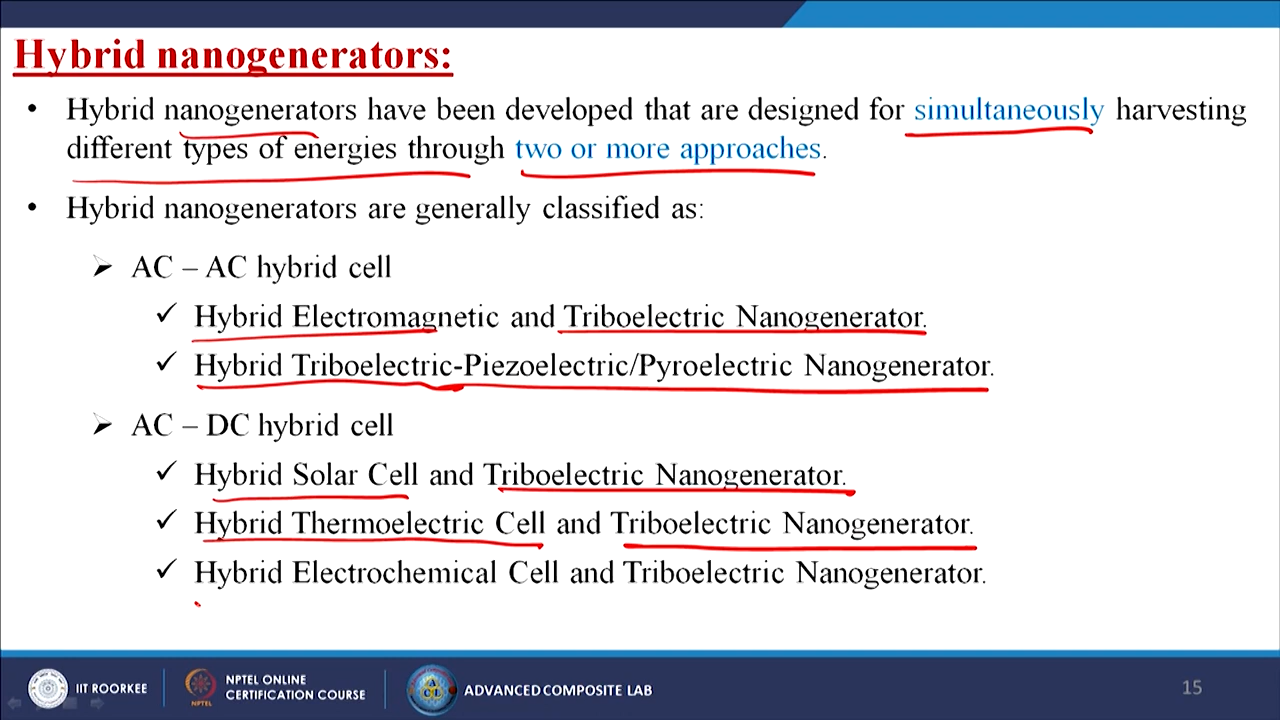 Hybrid nanogenerators:
• Hybrid nanogenerators have been developed that are designed for simultaneously harvesting
different types of energies through two or more approaches.
• Hybrid nanogenerators are generally classified as:
➢ AC – AC hybrid cell
✓ Hybrid Electromagnetic and Triboelectric Nanogenerator.
✓ Hybrid Triboelectric-Piezoelectric/Pyroelectric Nanogenerator.
➢ AC – DC hybrid cell
✓ Hybrid Solar Cell and Triboelectric Nanogenerator.
✓ Hybrid Thermoelectric Cell and Triboelectric Nanogenerator.
✓ Hybrid Electrochemical Cell and Triboelectric Nanogenerator.
IIT ROORKEE
NPTEL
NPTEL ONLINE
CERTIFICATION COURSE
ACL
ADVANCED COMPOSITE LAB
15